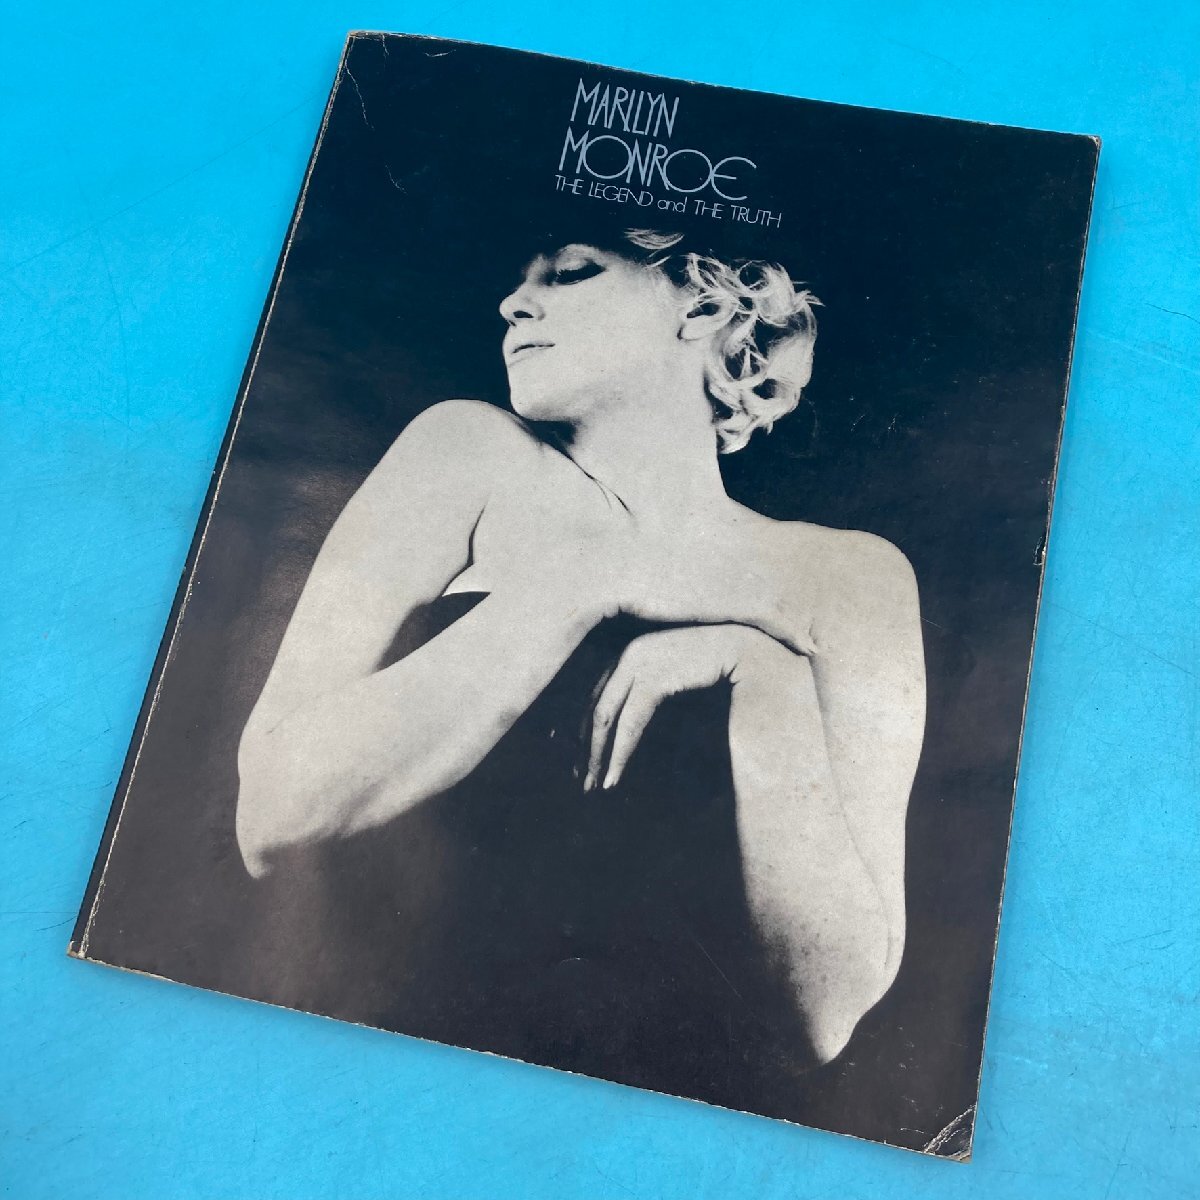 MARILYN
MONROE
THE LEGEND and THE TRUTH